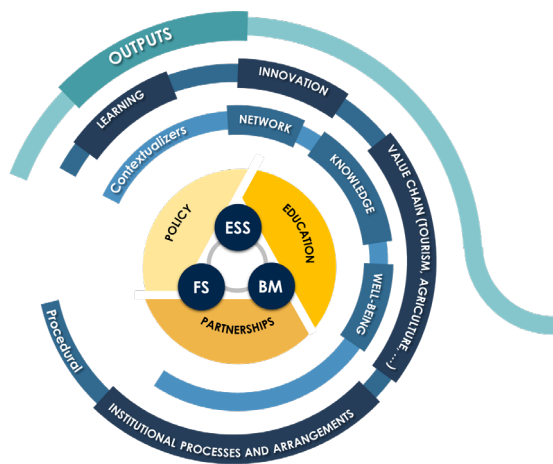 OUTPUTS
LEARNING
INNOVATION
VALUE CHAIN (TOURISM, AGRICULTURE, ...)
INSTITUTIONAL PROCESSES AND ARRANGEMENTS
Procedural
Contextualizers
NETWORK
KNOWLEDGE
WELL-BEING
POLICY
EDUCATION
PARTNERSHIPS
ESS
FS
BM